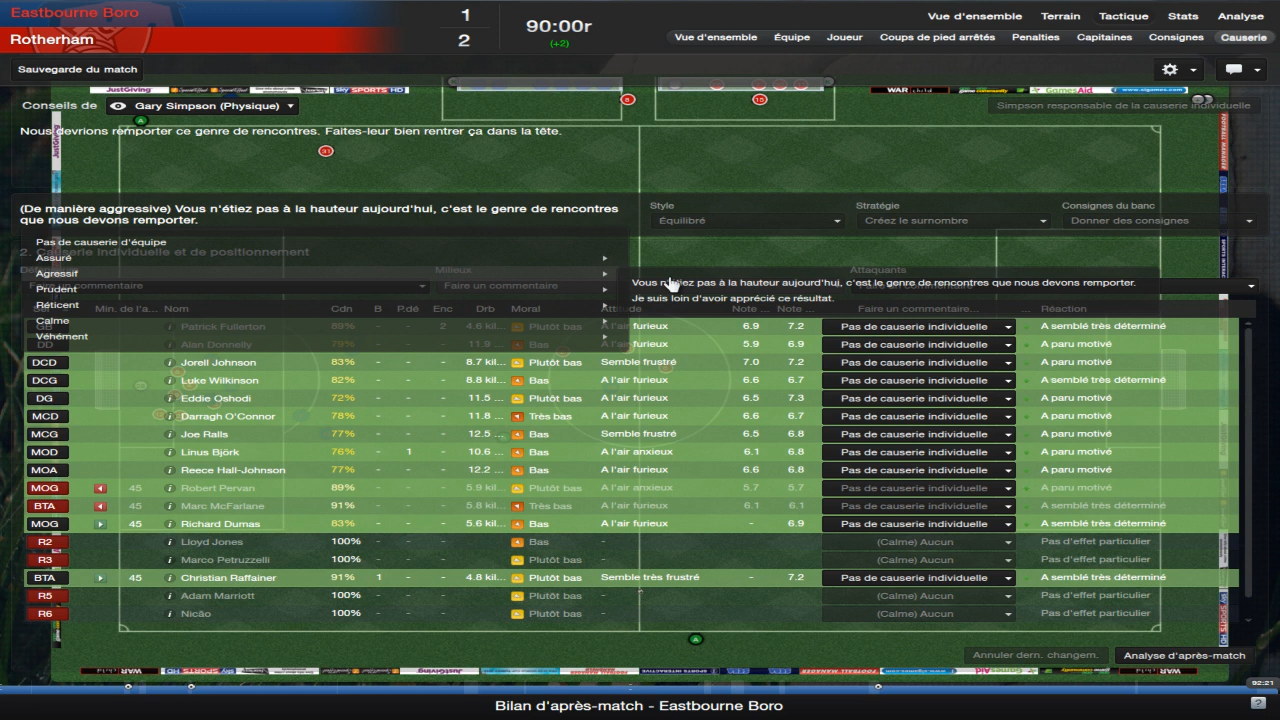 Eastbourne Boro
1
Rotherham
2
90:00r
(+2)
Vue d'ensemble Terrain Tactique Stats Analyse
Vue d'ensemble Équipe Joueur Coups de pied arrêtés Penalties Capitaines Consignes Causerie
Sauvegarde du match
Conseils de Gary Simpson (Physique)
Simpson responsable de la causerie individuelle
Nous devrions remporter ce genre de rencontres. Faites-leur bien rentrer ça dans la tête.
(De manière aggressive) Vous n'étiez pas à la hauteur aujourd'hui, c'est le genre de rencontres
que nous devons remporter.
Style Stratégie Consignes du banc
Équilibré Créez le surnombre Donner des consignes
Pas de causerie d'équipe
2. Causerie individuelle et de positionnement
Assuré
Agressif
Milieux Attaquants
Prudent
Faire un commentaire Faire un commentaire
Vous n'étiez pas à la hauteur aujourd'hui, c'est le genre de rencontres que nous devons remporter.
Je suis loin d'avoir apprécié ce résultat.
Réticent
Calme
Véhément
Sél Min. de l'a... Nom Cdn B P.dé Enc Drb Moral Attitude Note ... Note ... Faire un commentaire... ... Réaction
GB Patrick Fullerton 89% - - 2 4.6 kil... Plutôt bas A l'air furieux 6.9 7.2 Pas de causerie individuelle A semblé très déterminé
DD Alan Donnelly 79% - - - 11.9 ... Bas A l'air furieux 5.9 6.9 Pas de causerie individuelle A paru motivé
DCD Jorell Johnson 83% - - - 8.7 kil... Plutôt bas Semble frustré 7.0 7.2 Pas de causerie individuelle A paru motivé
DCG Luke Wilkinson 82% - - - 8.8 kil... Bas A l'air furieux 6.6 6.7 Pas de causerie individuelle A semblé très déterminé
DG Eddie Oshodi 72% - - - 11.5 ... Plutôt bas A l'air furieux 6.5 7.3 Pas de causerie individuelle A paru motivé
MCD Darragh O'Connor 78% - - - 11.8 ... Très bas A l'air furieux 6.6 6.7 Pas de causerie individuelle A paru motivé
MCG Joe Ralls 77% - - - 12.5 ... Bas Semble frustré 6.5 6.8 Pas de causerie individuelle A paru motivé
MOD Linus Björk 76% - 1 - 10.6 ... Bas A l'air anxieux 6.1 6.8 Pas de causerie individuelle A paru motivé
MOA Reece Hall-Johnson 77% - - - 12.2 ... Bas A l'air furieux 6.6 6.8 Pas de causerie individuelle A paru motivé
MOG 45 Robert Pervan 89% - - - 5.9 kil... Plutôt bas A l'air anxieux 5.7 5.7 Pas de causerie individuelle A paru motivé
BTA 45 Marc McFarlane 91% - - - 5.8 kil... Très bas A l'air furieux 6.1 6.1 Pas de causerie individuelle A semblé très déterminé
MOG 45 Richard Dumas 83% - - - 5.6 kil... Bas A l'air furieux - 6.9 Pas de causerie individuelle A semblé très déterminé
R2 Lloyd Jones 100% Bas - (Calme) Aucun Pas d'effet particulier
R3 Marco Petruzzelli 100% Plutôt bas - (Calme) Aucun Pas d'effet particulier
BTA 45 Christian Raffainer 91% 1 - - 4.8 kil... Plutôt bas Semble très frustré - 7.2 Pas de causerie individuelle A semblé très déterminé
R5 Adam Marriott 100% Plutôt bas - (Calme) Aucun Pas d'effet particulier
R6 Nicão 100% Plutôt bas - (Calme) Aucun Pas d'effet particulier
Annuler dern. changem. Analyse d'après-match
92:21
Bilan d'après-match - Eastbourne Boro